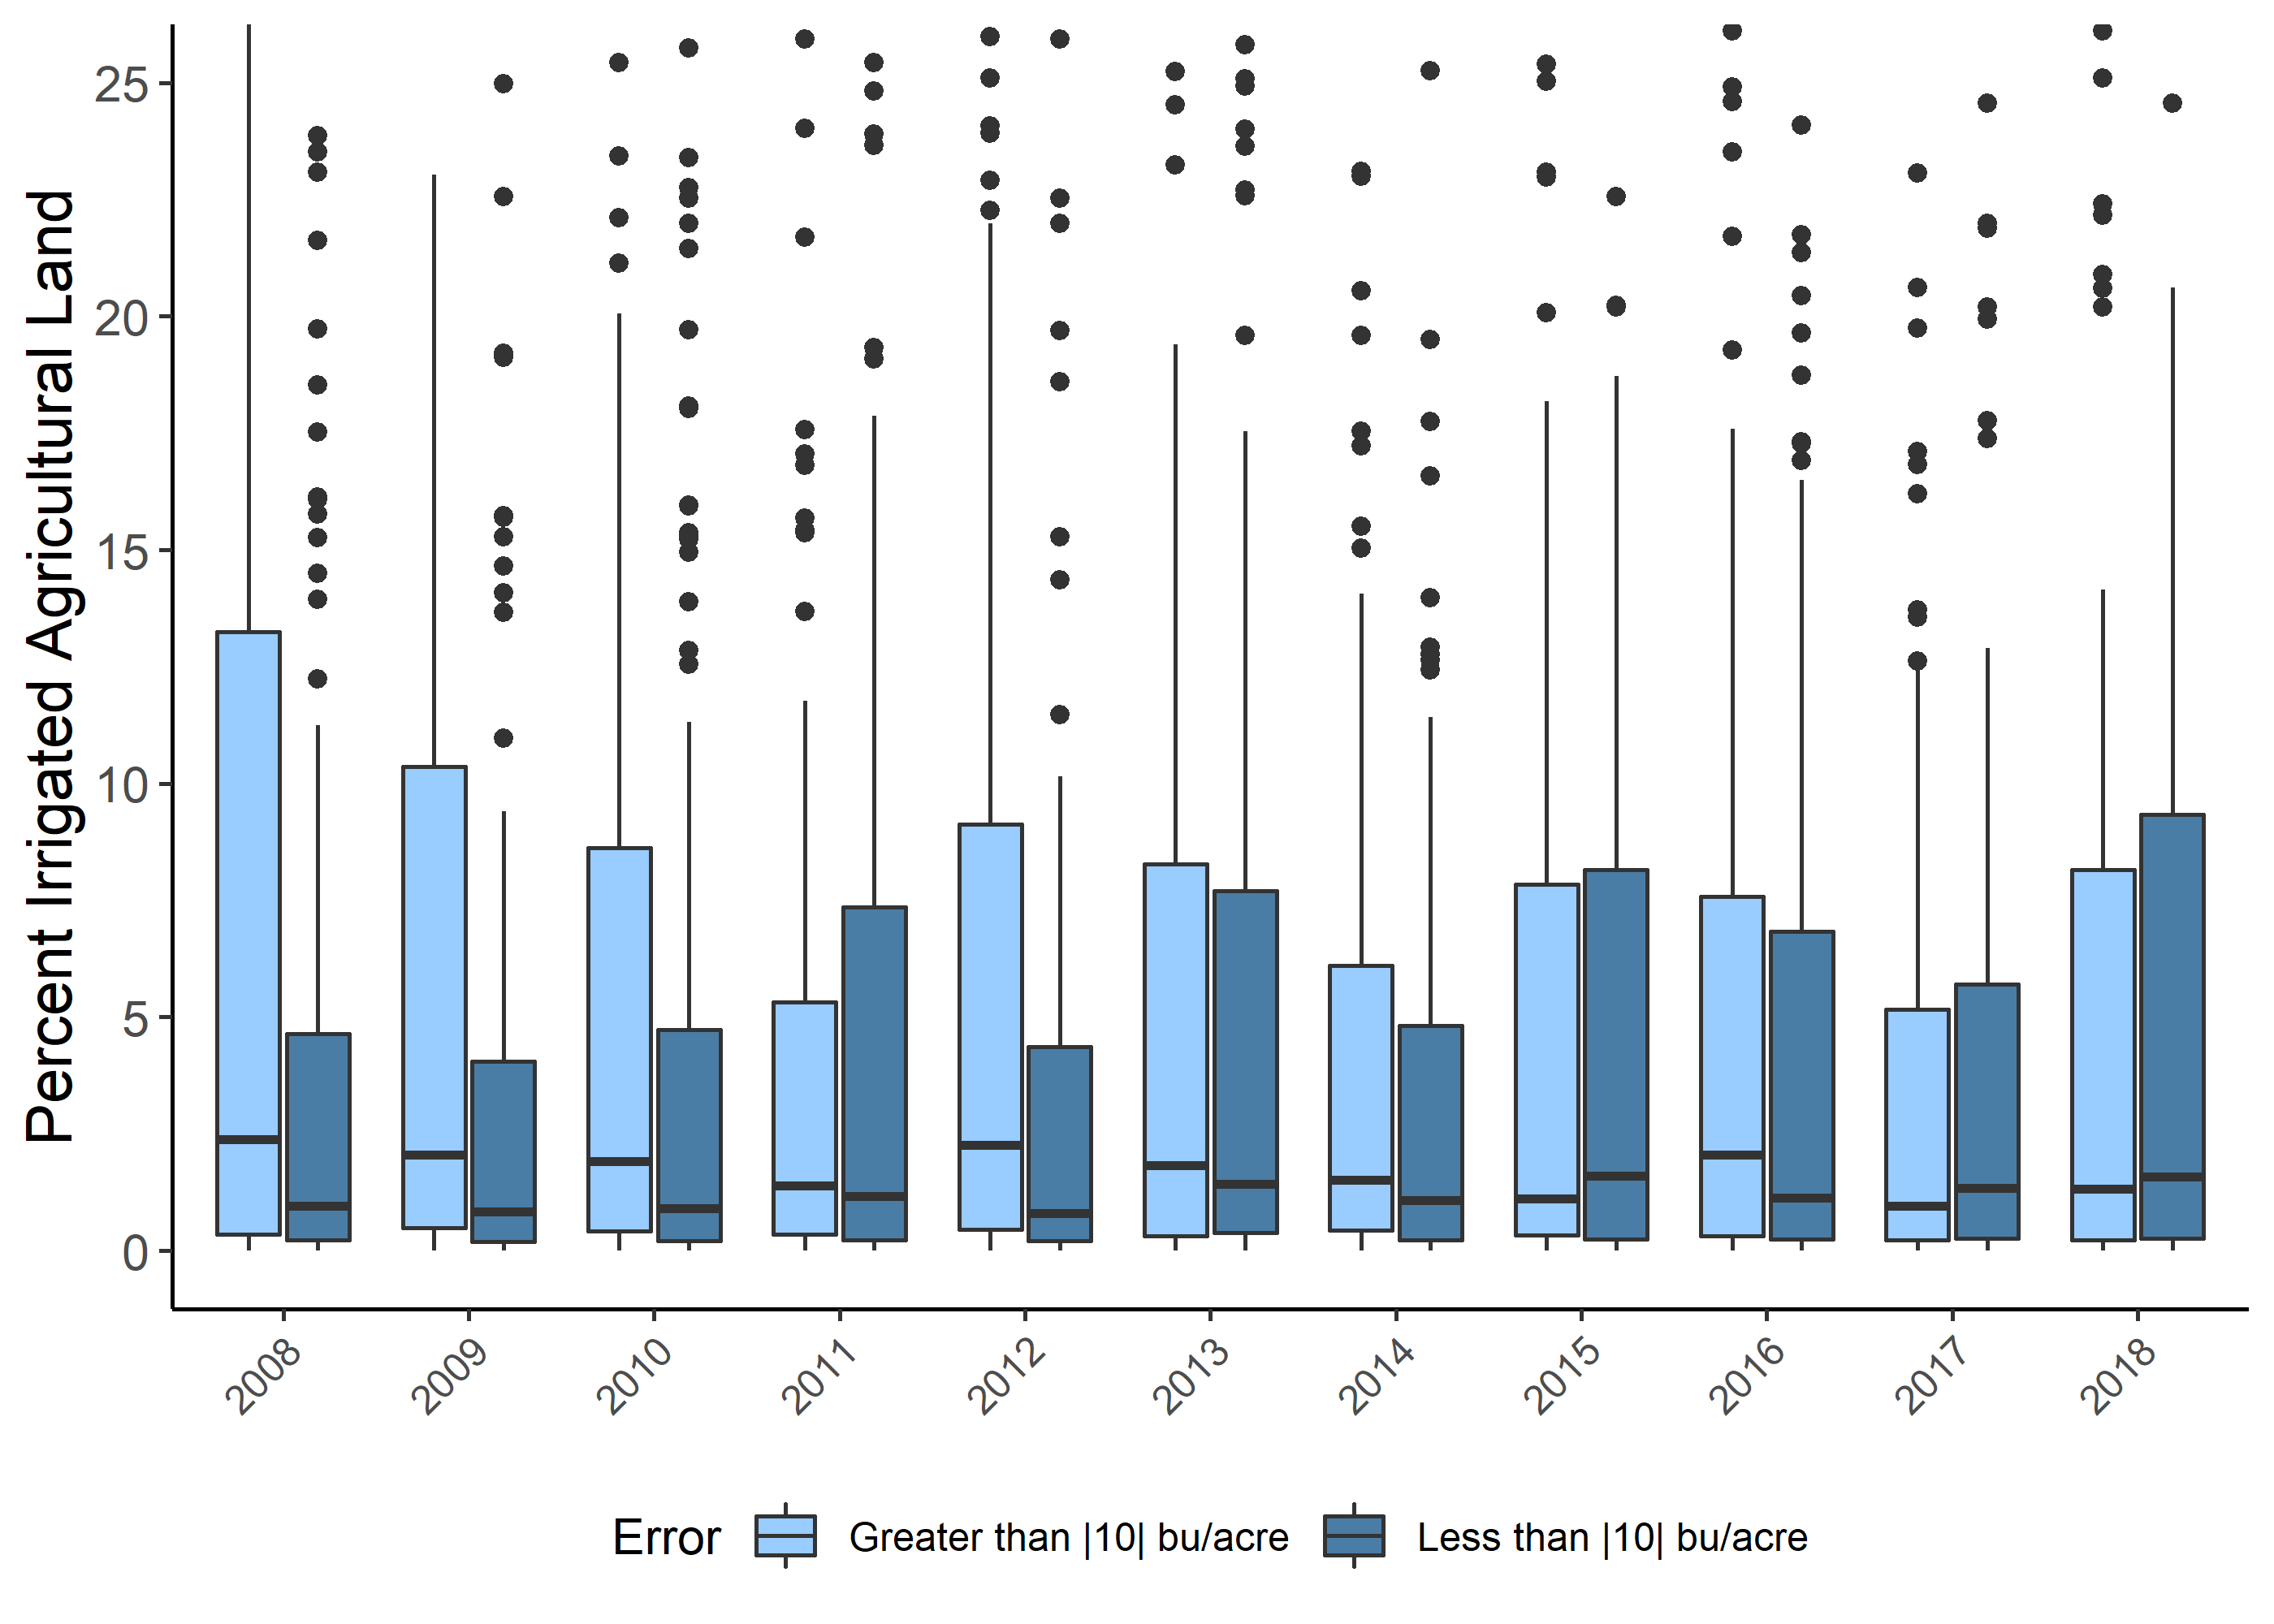 Percent Irrigated Agricultural Land
25
20
15
10
5
0
2008 2009 2010 2011 2012 2013 2014 2015 2016 2017 2018
Error Greater than |10| bu/acre Less than |10| bu/acre